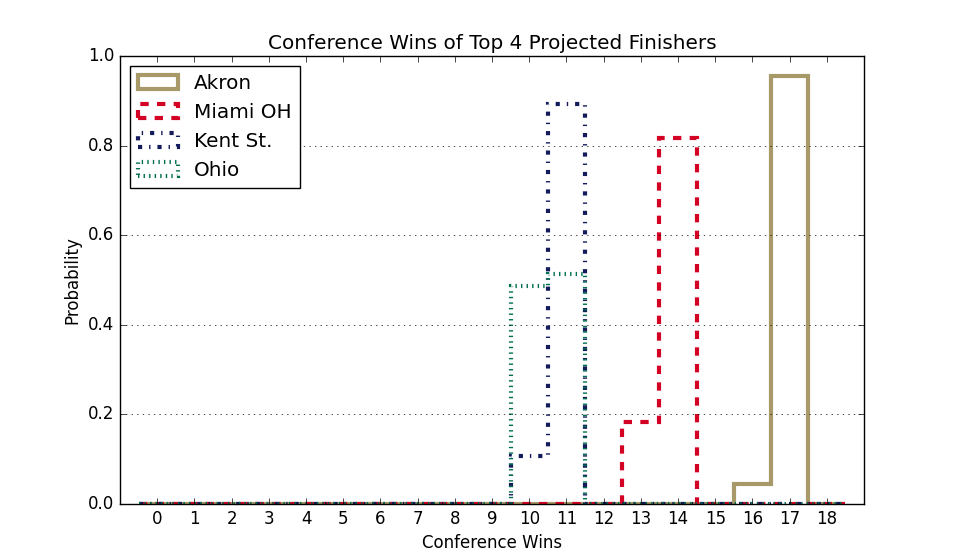 Conference Wins of Top 4 Projected Finishers
1.0
0.8
0.6
0.4
0.2
0.0
Probability
Akron
Miami OH
Kent St.
Ohio
0 1 2 3 4 5 6 7 8 9 10 11 12 13 14 15 16 17 18
Conference Wins